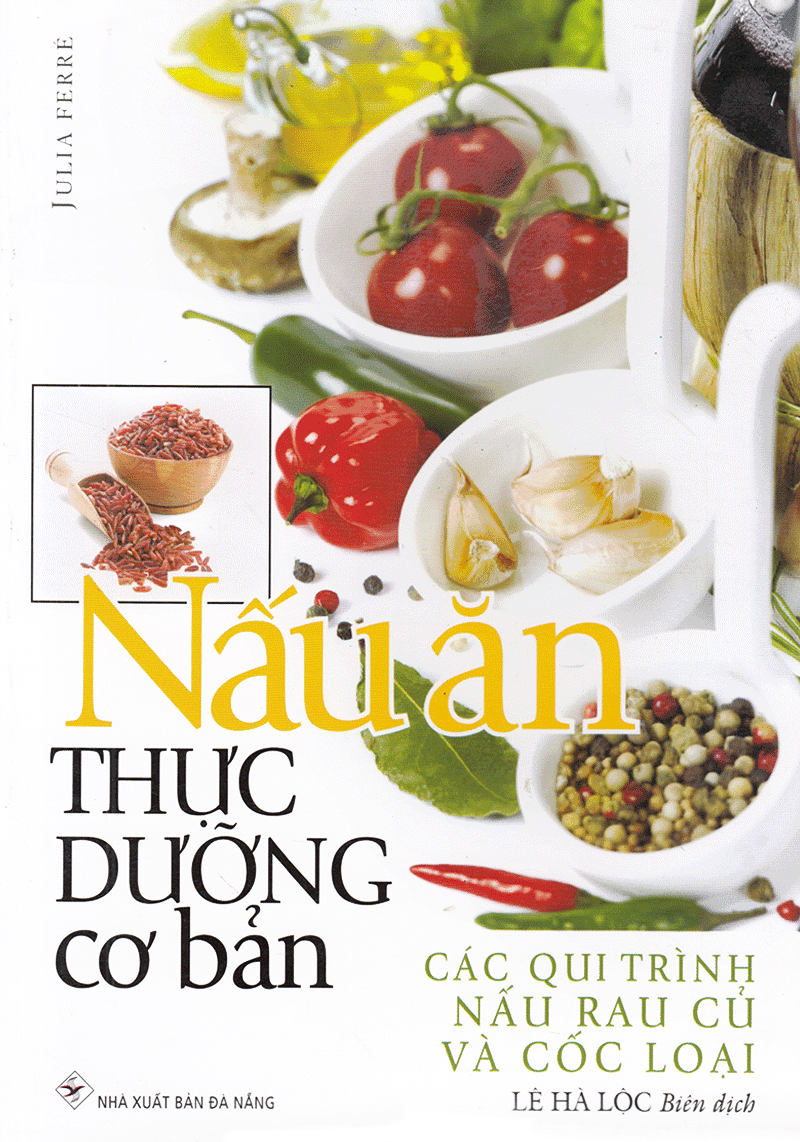 JULIA FERRÉ
Nấu ăn
THỰC
DƯỠNG
cơ bản
CÁC QUI TRÌNH
NẤU RAU CỦ
VÀ CỐC LOẠI
LÊ HÀ LỘC Biên dịch
NHÀ XUẤT BẢN ĐÀ NẴNG